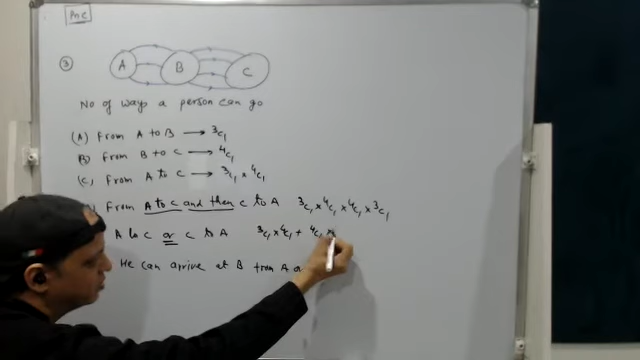 Pnc
③
A B C
No of ways a person can go
(A) From A to B → ³C₁
B) From B to C → ⁴C₁
(C) From A to C → ³C₁ × ⁴C₁
) From A to C and then C to A ³C₁ × ⁴C₁ × ⁴C₁ × ³C₁
A to C or C to A ³C₁ × ⁴C₁ + ⁴C₁ ×
He can arrive at B from A